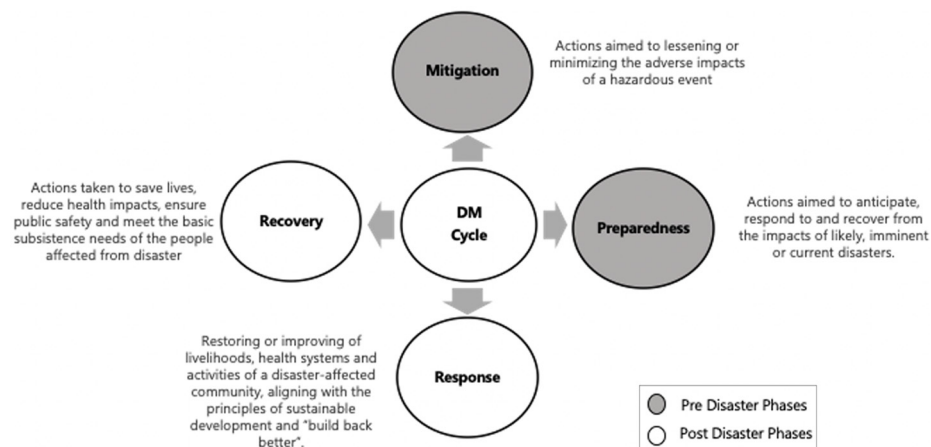 Mitigation
Actions aimed to lessening or
minimizing the adverse impacts
of a hazardous event
Actions taken to save lives,
reduce health impacts, ensure
public safety and meet the basic
subsistence needs of the people
affected from disaster
Recovery
DM
Cycle
Preparedness
Actions aimed to anticipate,
respond to and recover from
the impacts of likely, imminent
or current disasters.
Restoring or improving of
livelihoods, health systems and
activities of a disaster-affected
community, aligning with the
principles of sustainable
development and "build back
better".
Response
Pre Disaster Phases
Post Disaster Phases